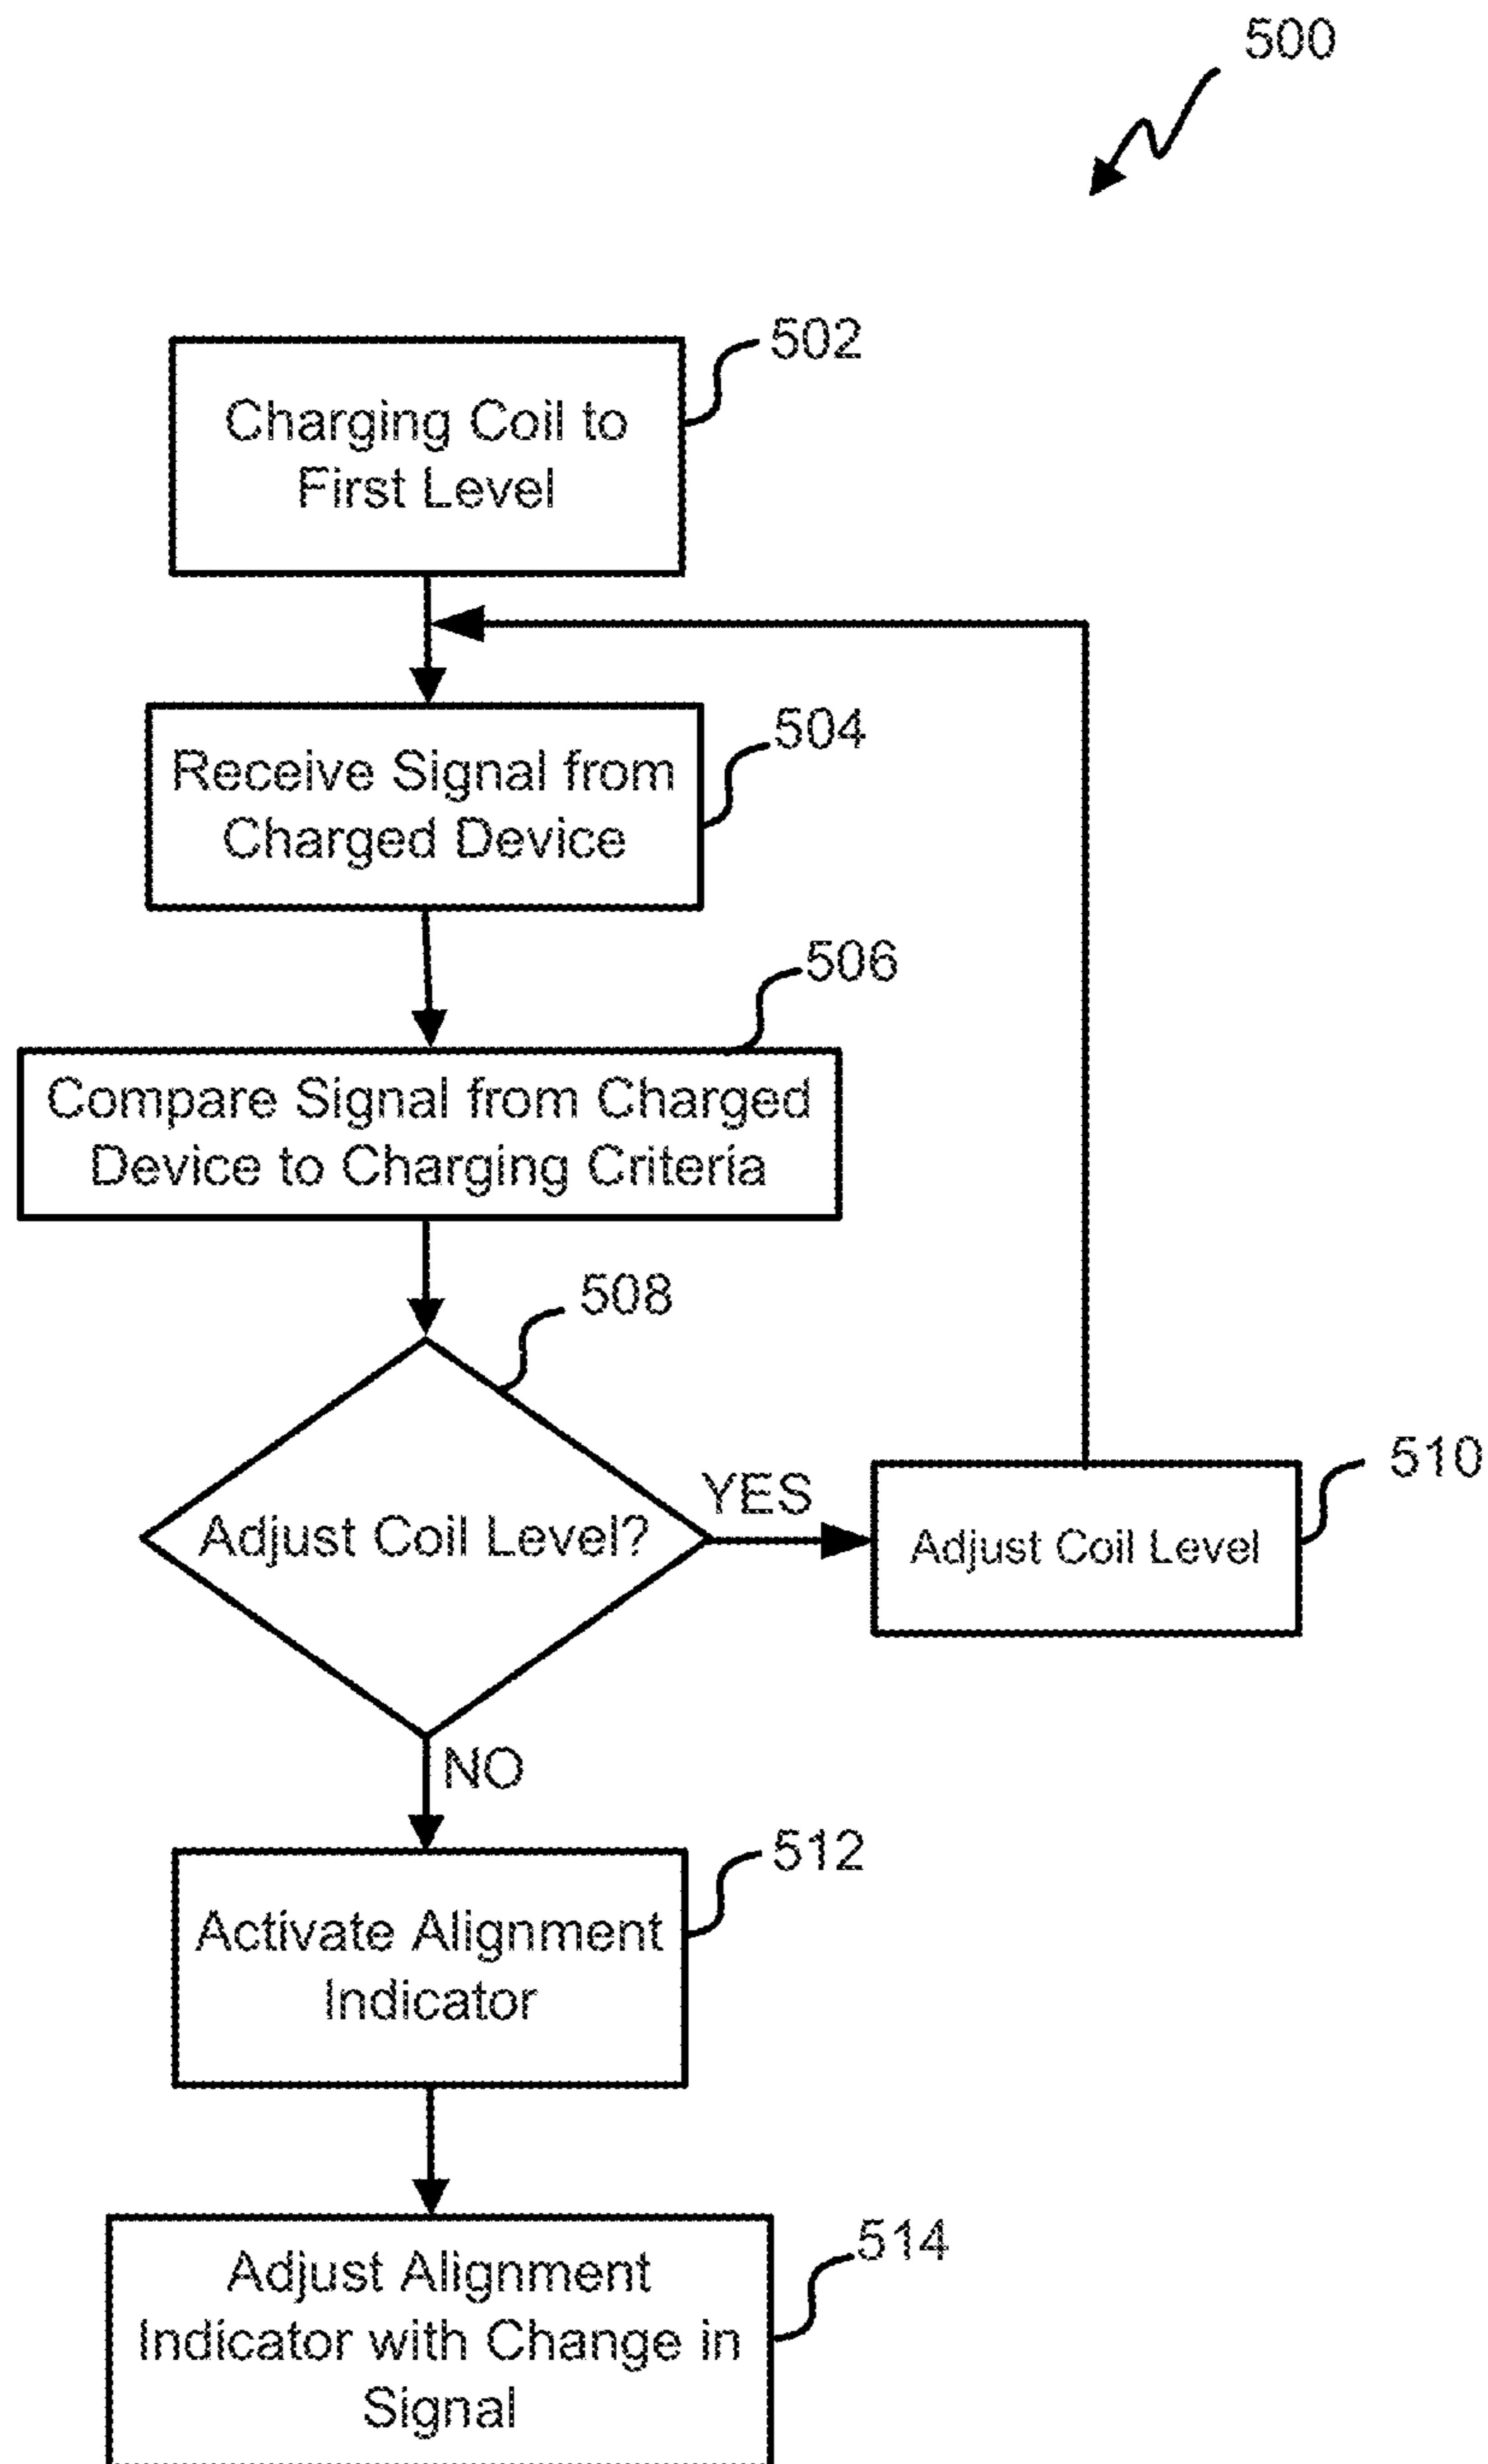 500
502
Charging Coil to
First Level
504
Receive Signal from
Charged Device
506
Compare Signal from Charged
Device to Charging Criteria
508
Adjust Coil Level?
YES
510
Adjust Coil Level
NO
512
Activate Alignment
Indicator
514
Adjust Alignment
Indicator with Change in
Signal